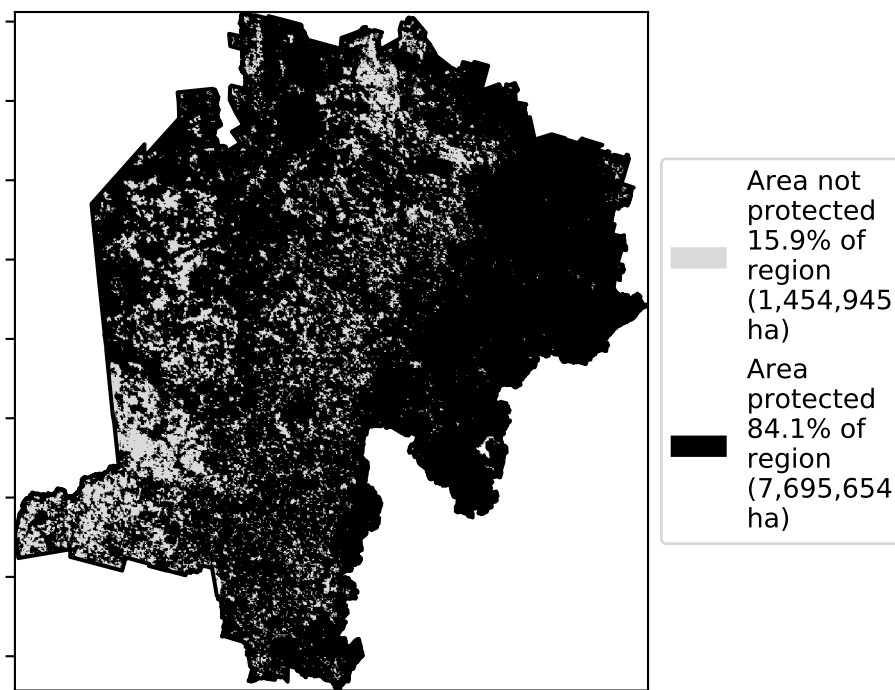 Area not
protected
15.9% of
region
(1,454,945
ha)
Area
protected
84.1% of
region
(7,695,654
ha)